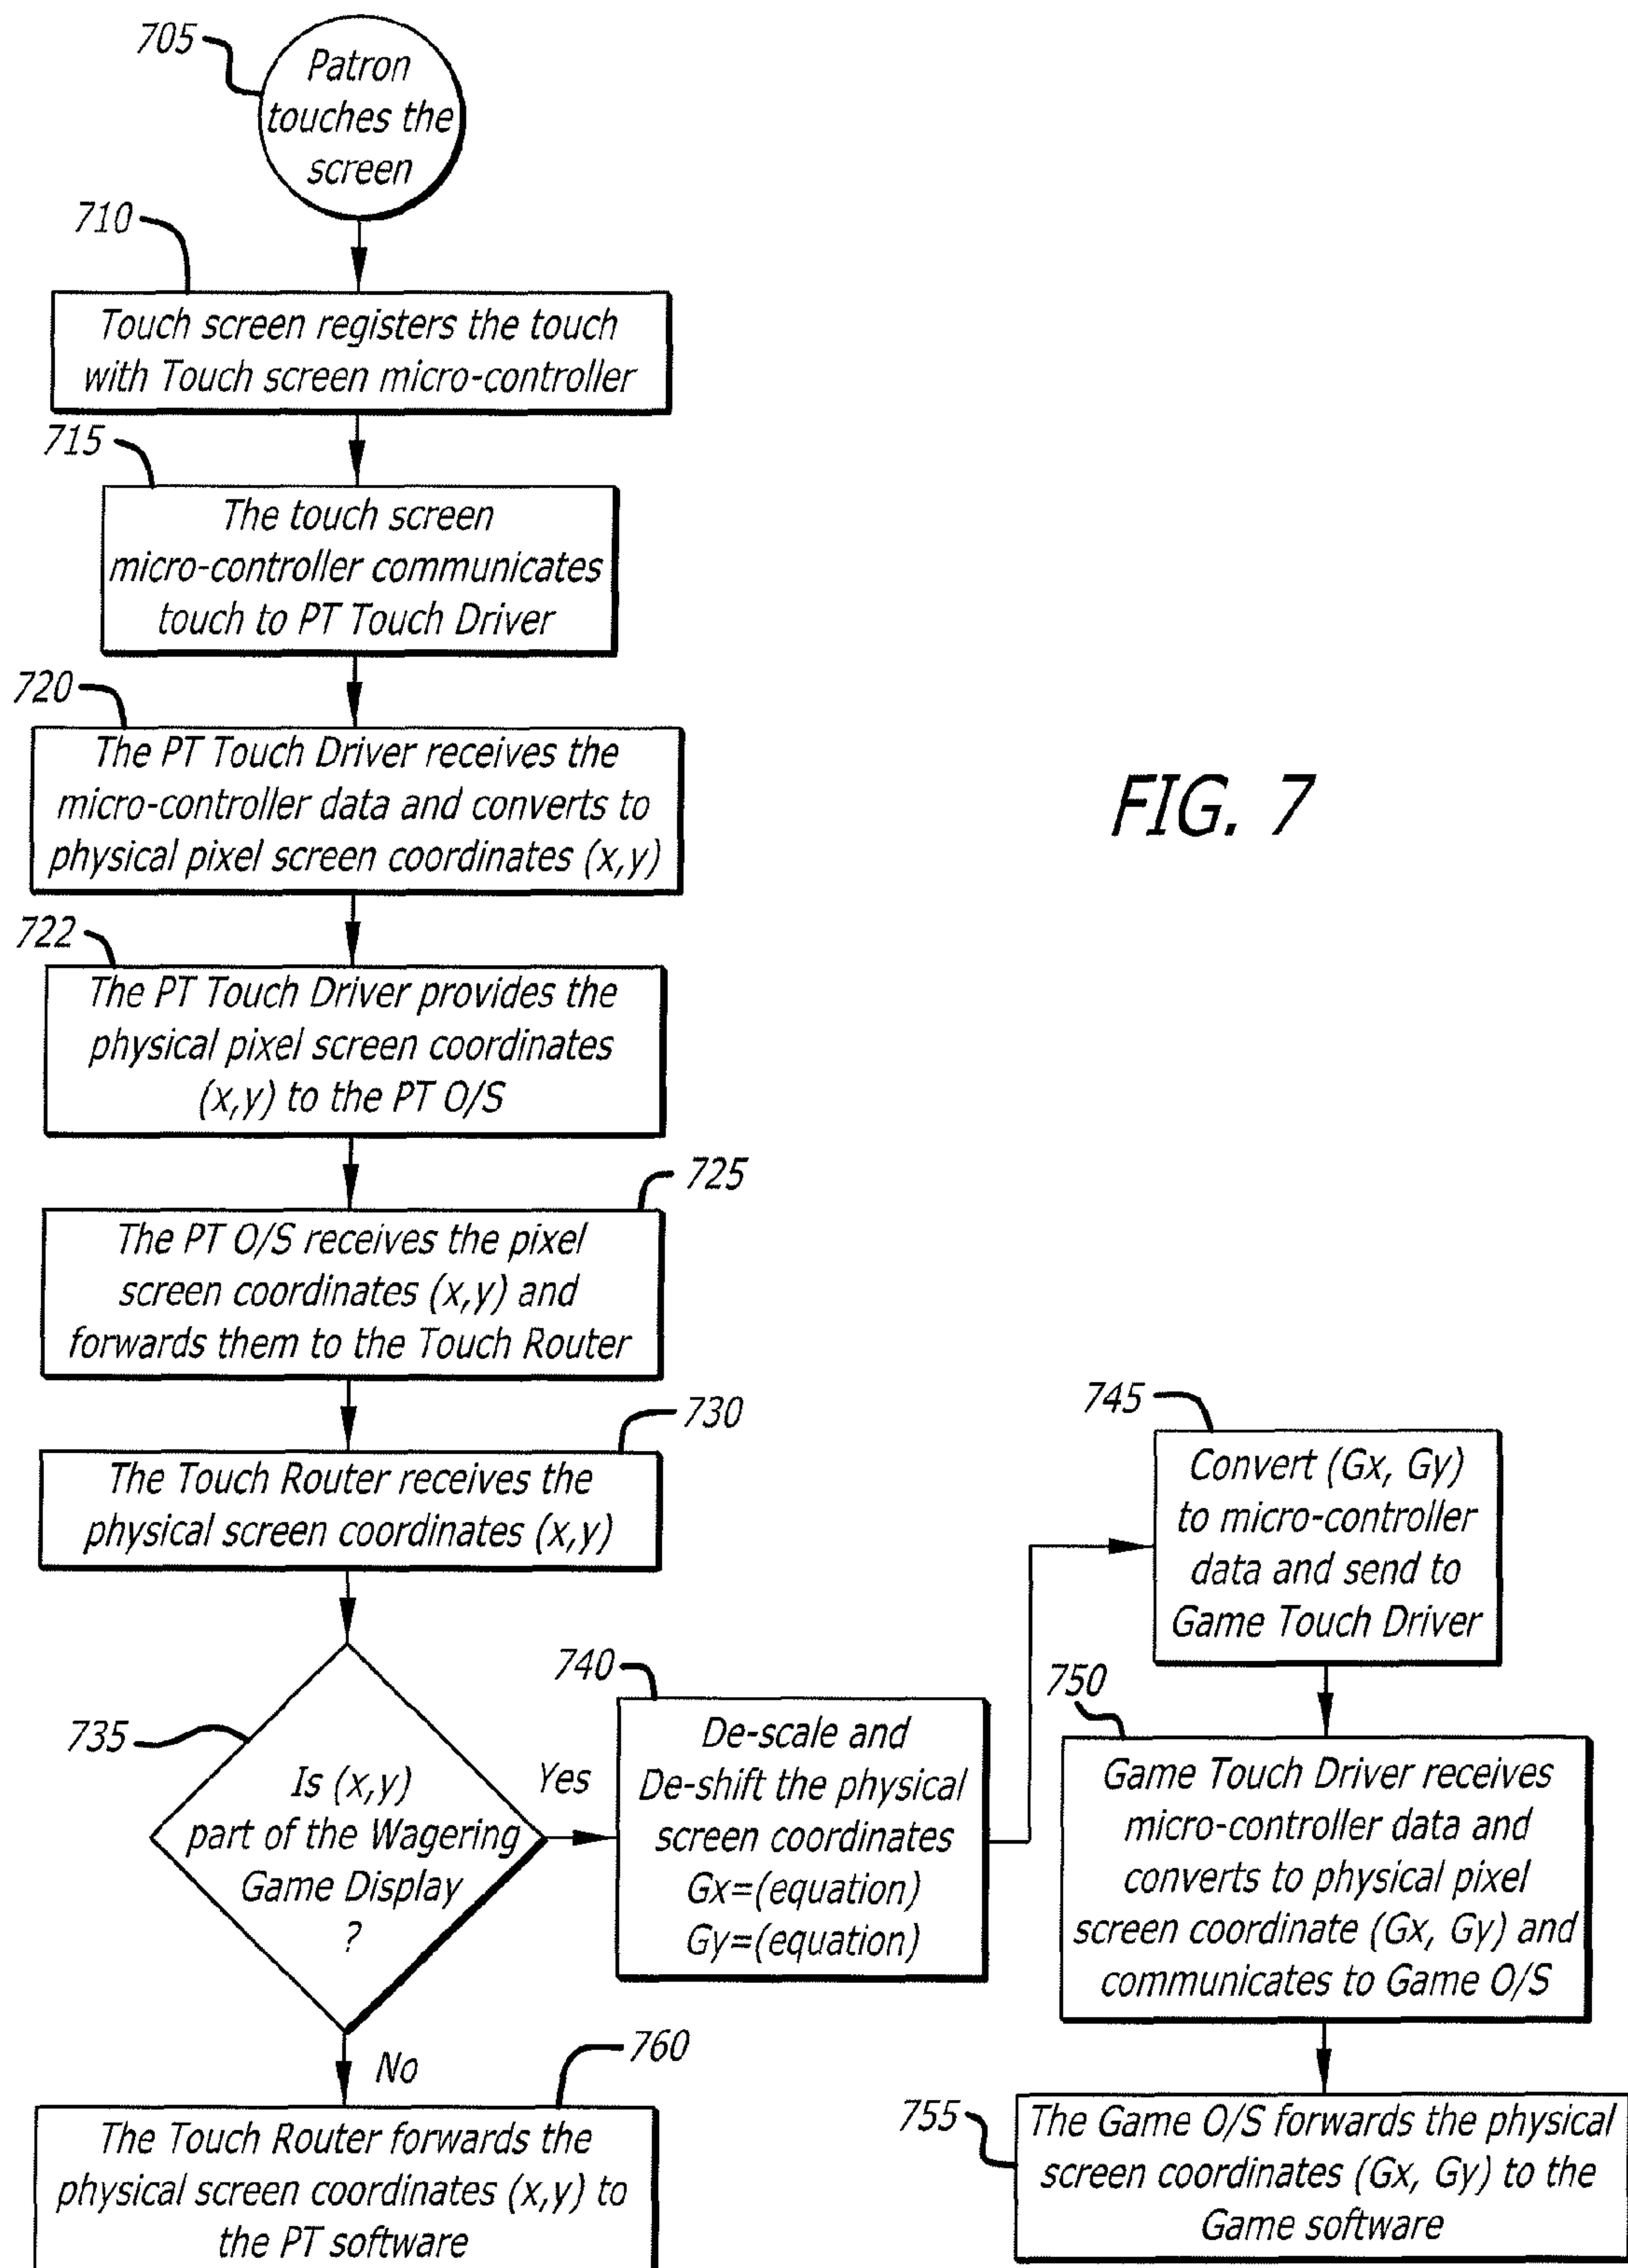 705
Patron
touches the
screen
710
Touch screen registers the touch
with Touch screen micro-controller
715
The touch screen
micro-controller communicates
touch to PT Touch Driver
720
The PT Touch Driver receives the
micro-controller data and converts to
physical pixel screen coordinates (x,y)
FIG. 7
722
The PT Touch Driver provides the
physical pixel screen coordinates
(x,y) to the PT O/S
725
The PT O/S receives the pixel
screen coordinates (x,y) and
forwards them to the Touch Router
730
The Touch Router receives the
physical screen coordinates (x,y)
735
Is (x,y)
part of the Wagering
Game Display
?
Yes
740
De-scale and
De-shift the physical
screen coordinates
Gx=(equation)
Gy=(equation)
745
Convert (Gx, Gy)
to micro-controller
data and send to
Game Touch Driver
750
Game Touch Driver receives
micro-controller data and
converts to physical pixel
screen coordinate (Gx, Gy) and
communicates to Game O/S
755
The Game O/S forwards the physical
screen coordinates (Gx, Gy) to the
Game software
No
760
The Touch Router forwards the
physical screen coordinates (x,y) to
the PT software